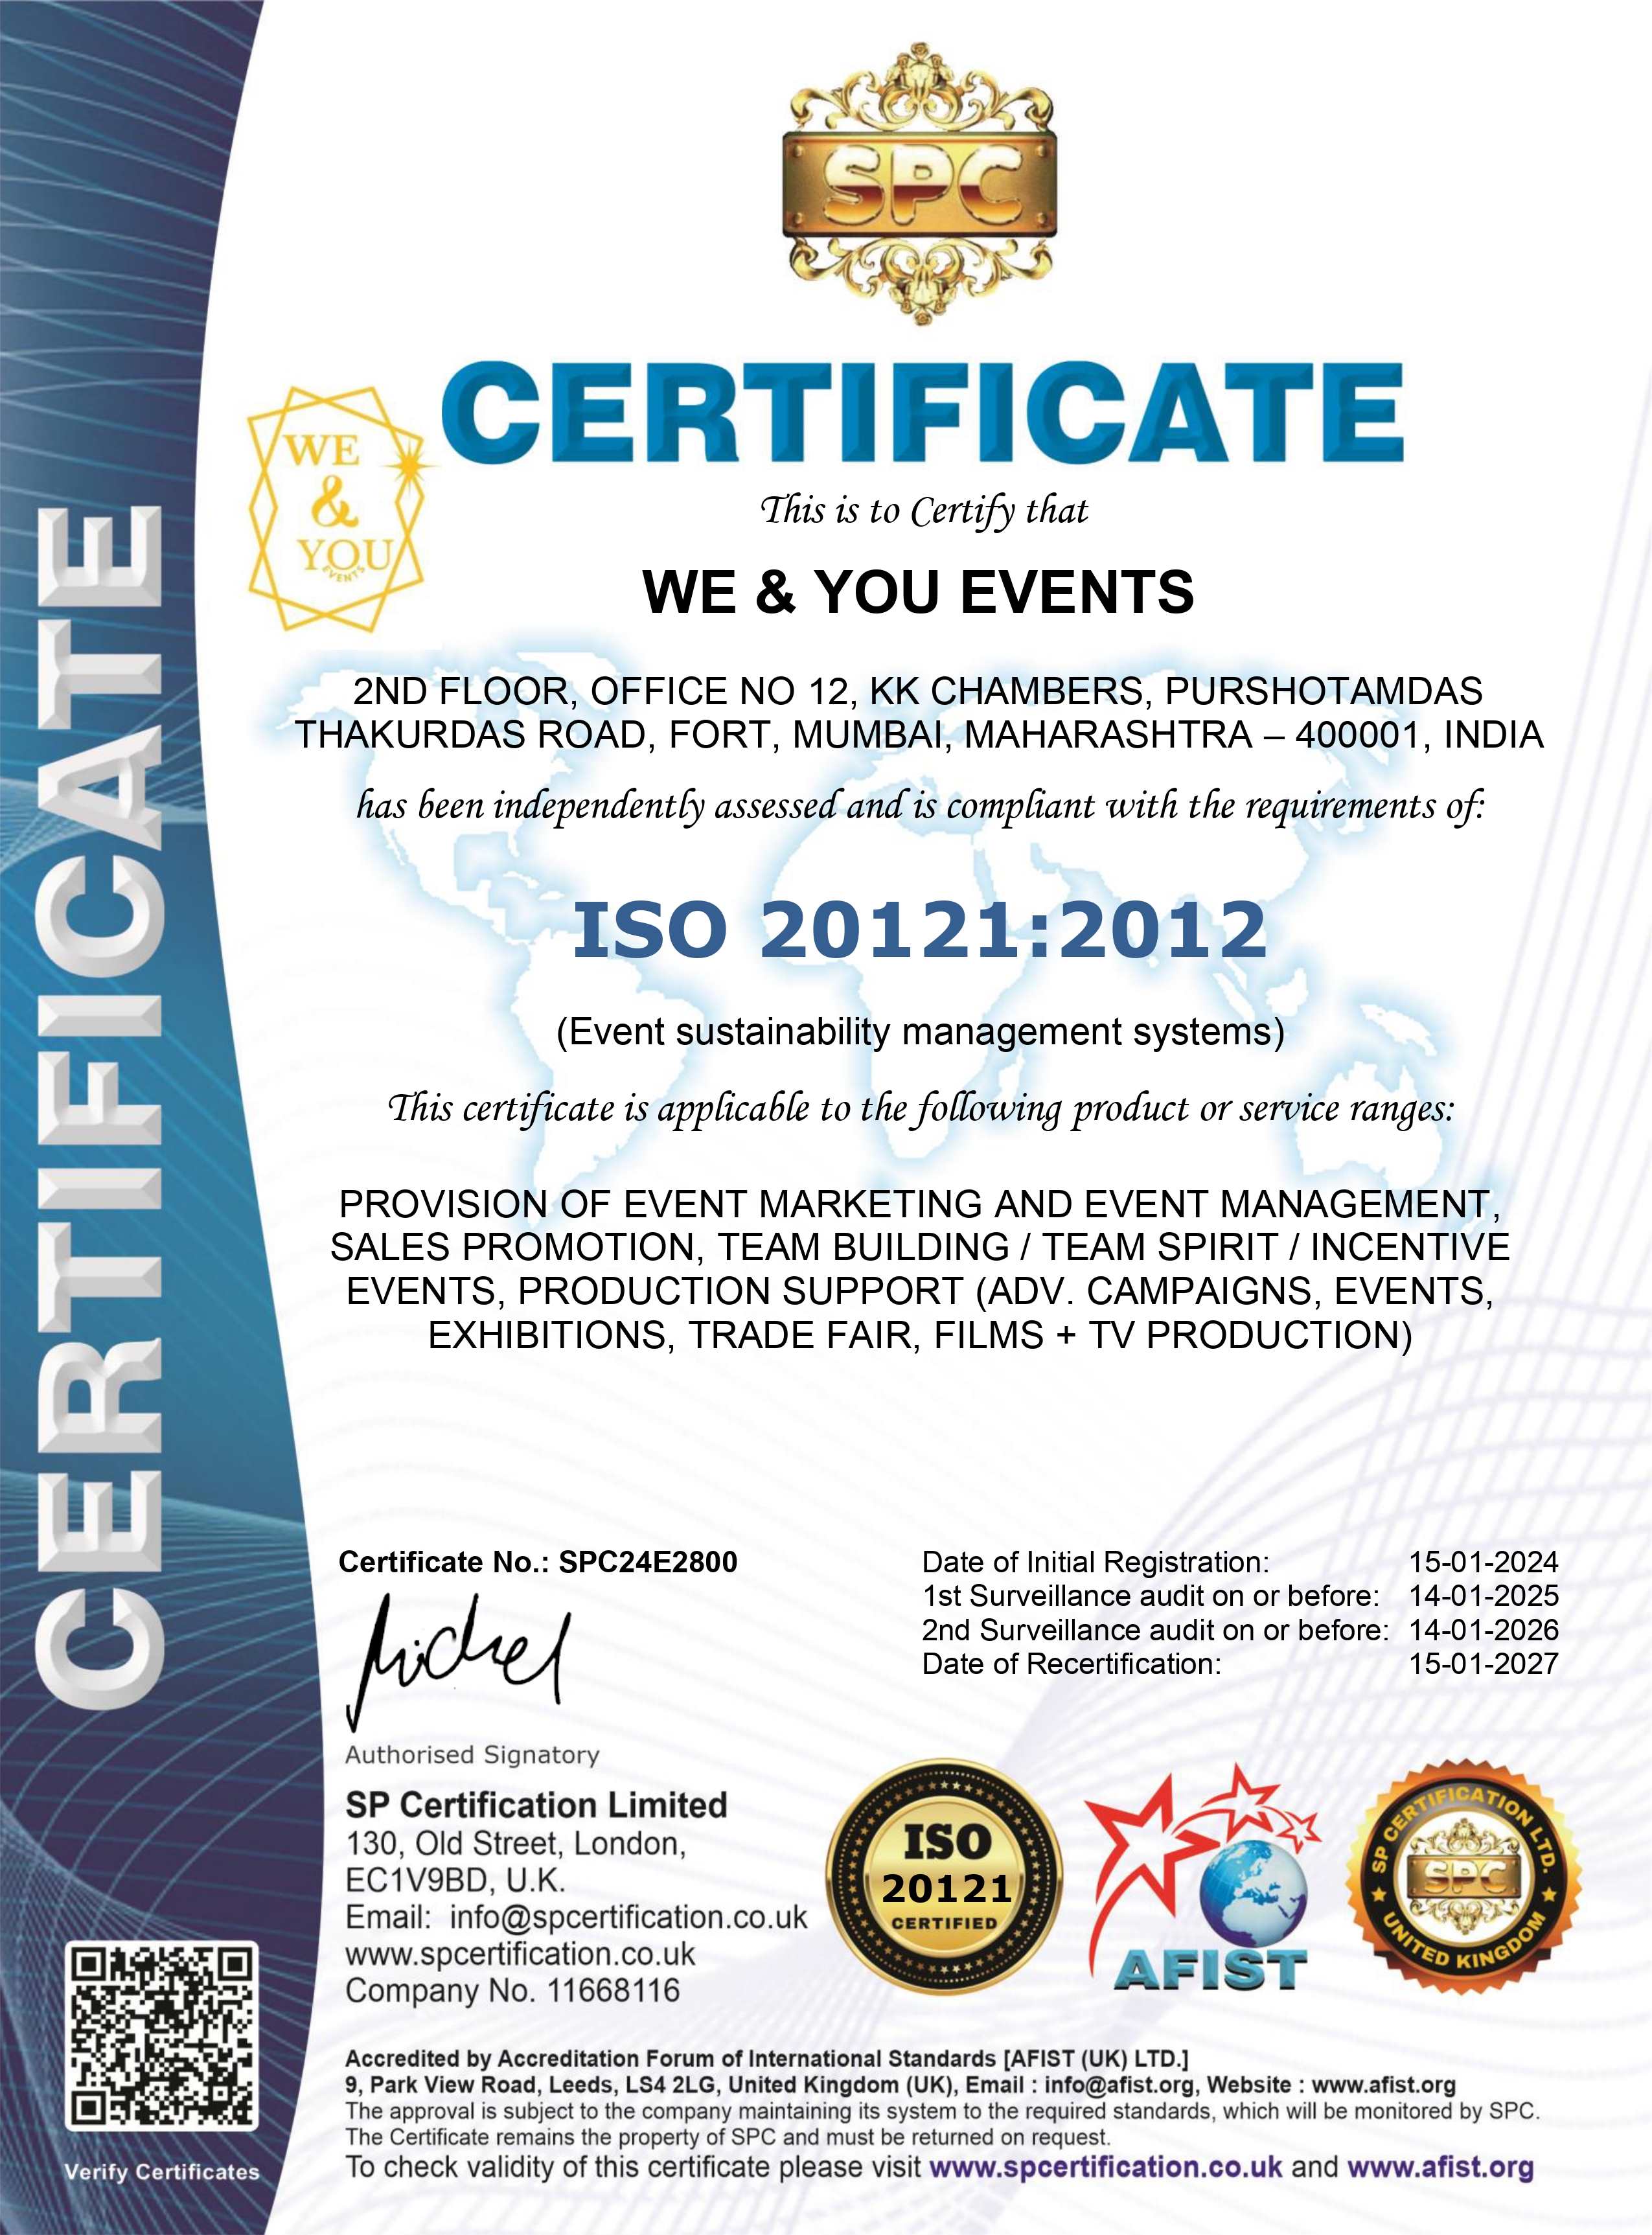 SPC
CERTIFICATE
CERTIFICATE
WE
&
YOU
EVENTS
This is to Certify that
WE & YOU EVENTS
2ND FLOOR, OFFICE NO 12, KK CHAMBERS, PURSHOTAMDAS
THAKURDAS ROAD, FORT, MUMBAI, MAHARASHTRA – 400001, INDIA
has been independently assessed and is compliant with the requirements of:
ISO 20121:2012
(Event sustainability management systems)
This certificate is applicable to the following product or service ranges:
PROVISION OF EVENT MARKETING AND EVENT MANAGEMENT,
SALES PROMOTION, TEAM BUILDING / TEAM SPIRIT / INCENTIVE
EVENTS, PRODUCTION SUPPORT (ADV. CAMPAIGNS, EVENTS,
EXHIBITIONS, TRADE FAIR, FILMS + TV PRODUCTION)
Certificate No.: SPC24E2800
Date of Initial Registration: 15-01-2024
1st Surveillance audit on or before: 14-01-2025
2nd Surveillance audit on or before: 14-01-2026
Date of Recertification: 15-01-2027
Authorised Signatory
SP Certification Limited
130, Old Street, London,
EC1V9BD, U.K.
Email: info@spcertification.co.uk
www.spcertification.co.uk
Company No. 11668116
ISO
20121
CERTIFIED
AFIST
SP CERTIFICATION LTD.
SPC
UNITED KINGDOM
Accredited by Accreditation Forum of International Standards [AFIST (UK) LTD.]
9, Park View Road, Leeds, LS4 2LG, United Kingdom (UK), Email : info@afist.org, Website : www.afist.org
The approval is subject to the company maintaining its system to the required standards, which will be monitored by SPC.
The Certificate remains the property of SPC and must be returned on request.
To check validity of this certificate please visit www.spcertification.co.uk and www.afist.org
Verify Certificates